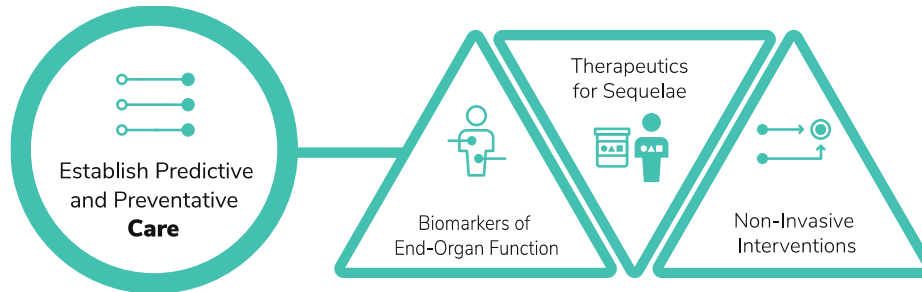 Establish Predictive
and Preventative
Care
Biomarkers of
End-Organ Function
Therapeutics
for Sequelae
Non-Invasive
Interventions